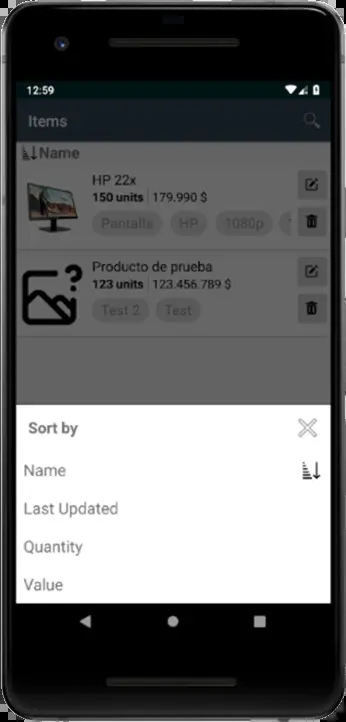 12:59
Items
Name
HP 22x
150 units 179.990 $
Pantalla HP 1080p
Producto de prueba
123 units 123.456.789 $
Test 2 Test
Sort by
Name
Last Updated
Quantity
Value